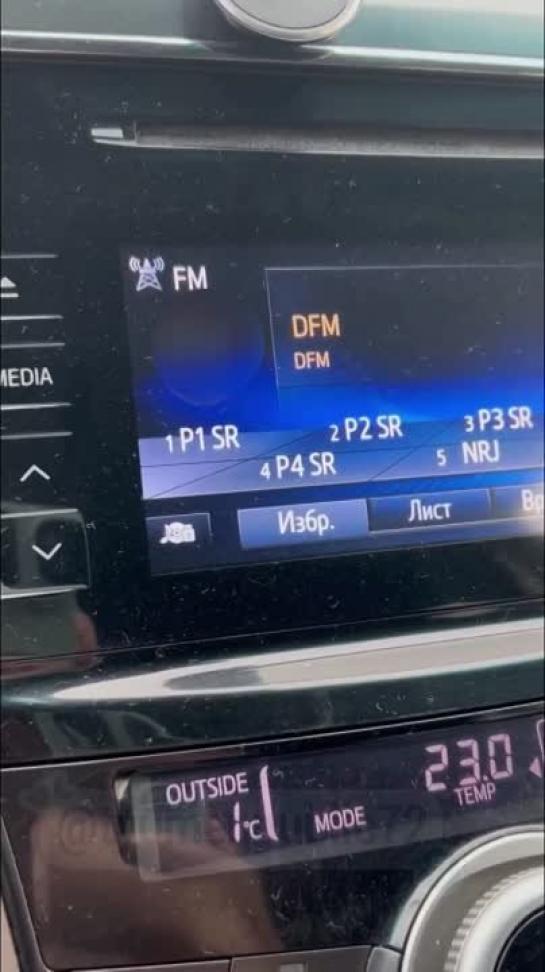 FM
DFM
DFM
MEDIA
1 P1 SR 2 P2 SR 3 P3 SR
4 P4 SR 5 NRJ
Избр. Лист
OUTSIDE 23.0
1°C MODE TEMP